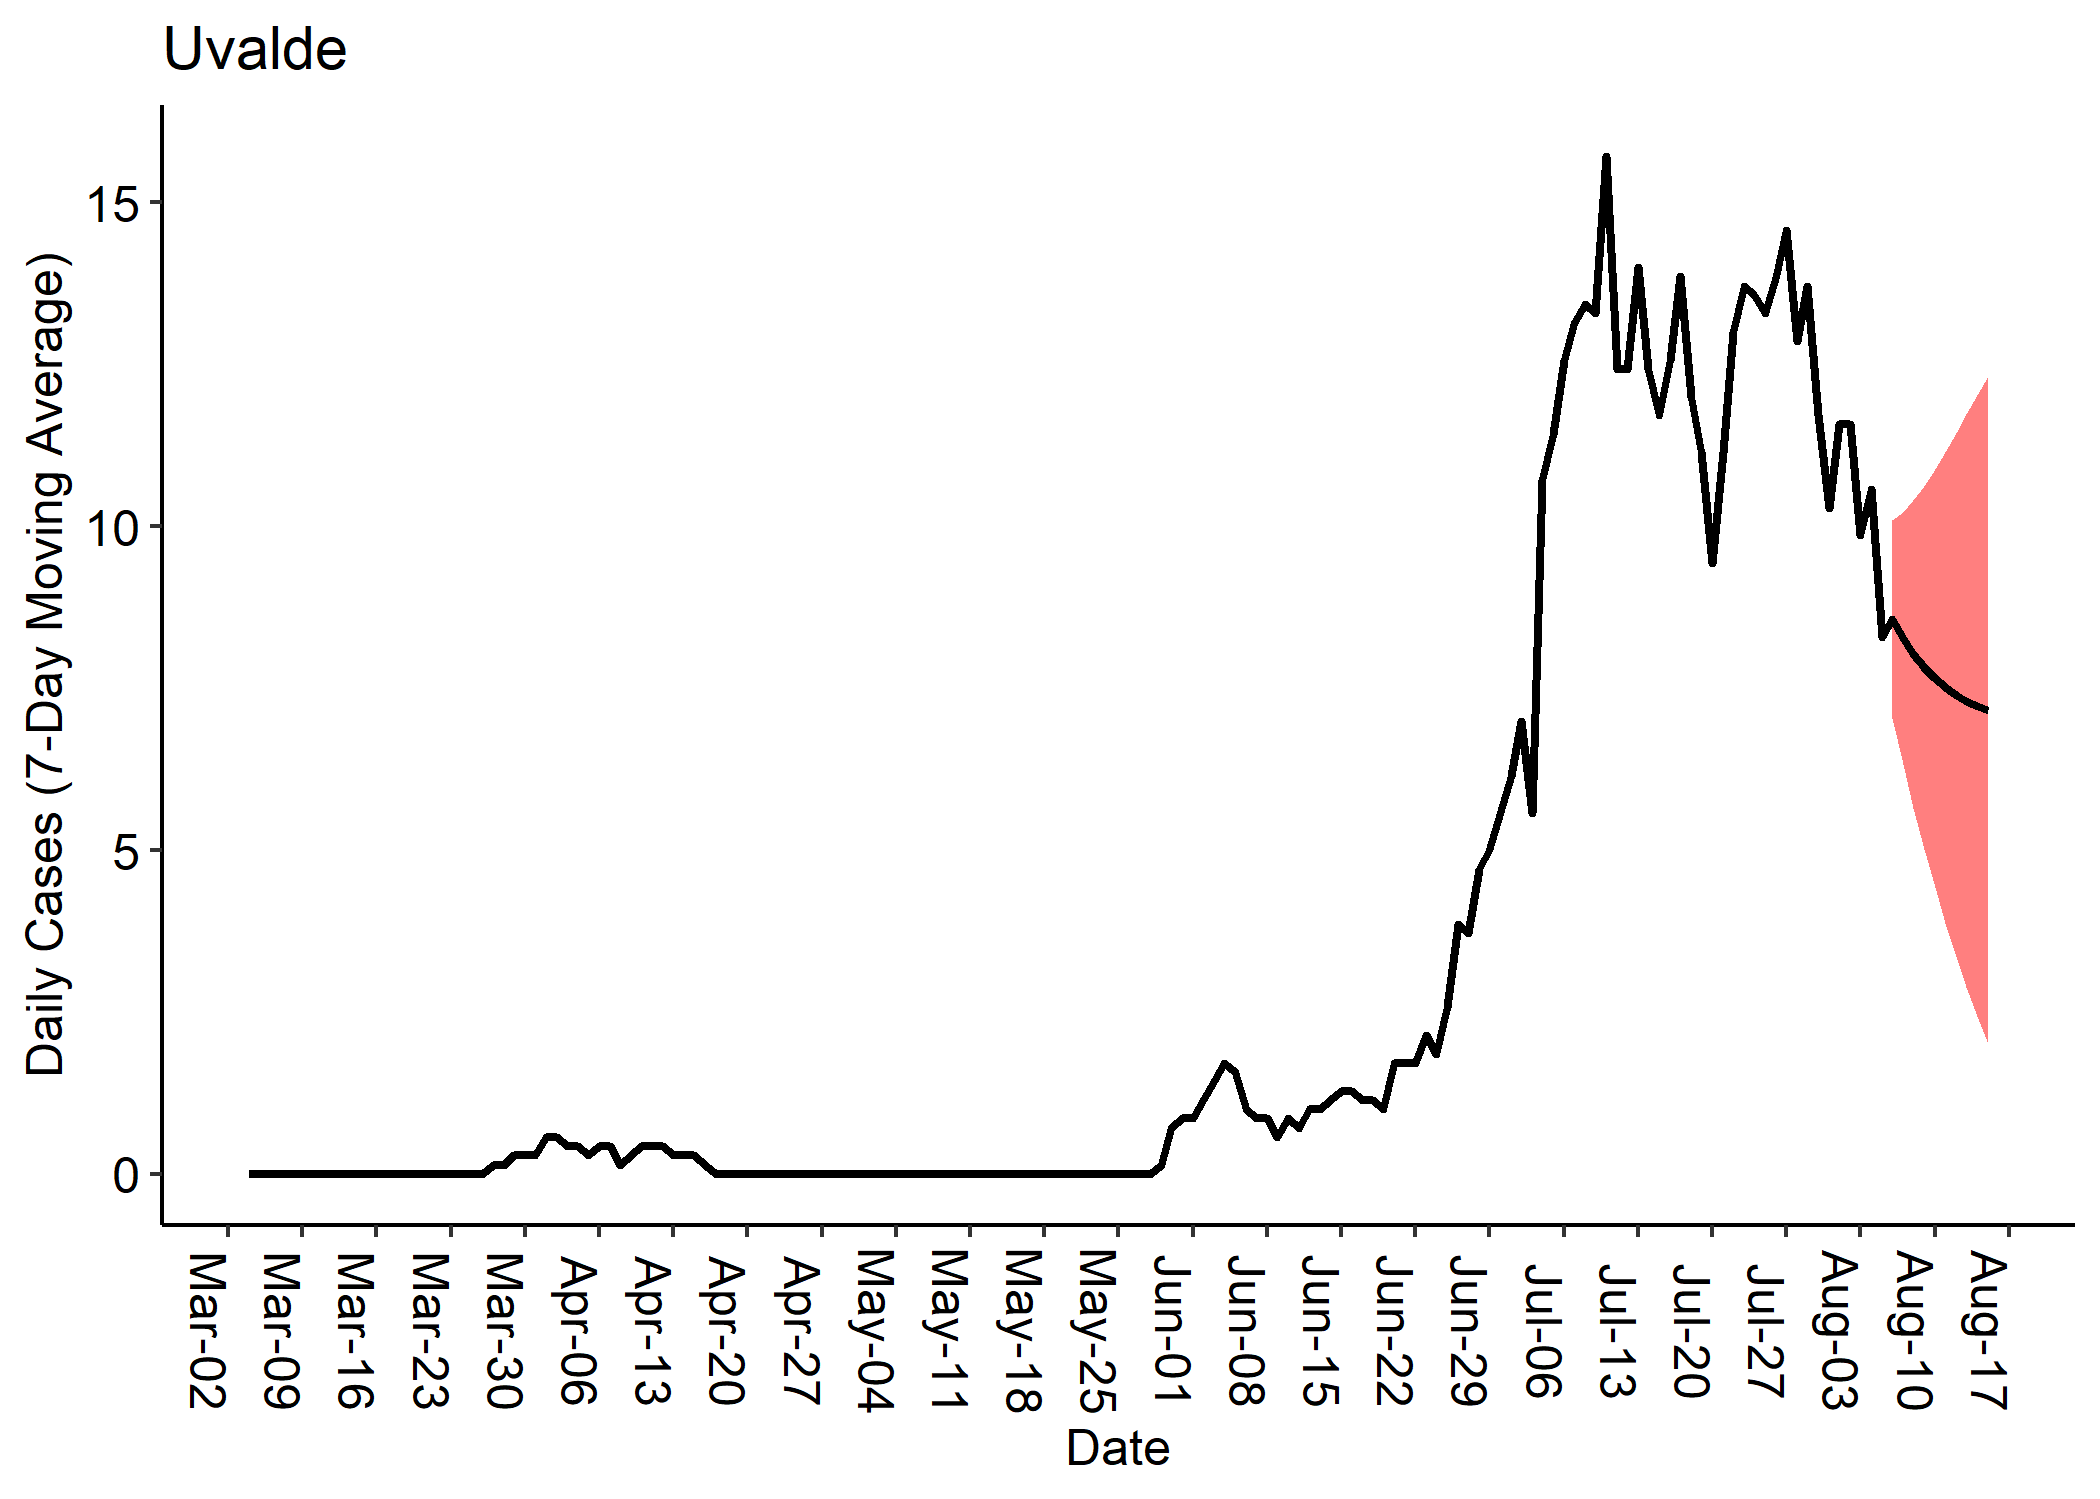 Uvalde
Daily Cases (7-Day Moving Average)
15
10
5
0
Mar-02
Mar-09
Mar-16
Mar-23
Mar-30
Apr-06
Apr-13
Apr-20
Apr-27
May-04
May-11
May-18
May-25
Jun-01
Jun-08
Jun-15
Jun-22
Jun-29
Jul-06
Jul-13
Jul-20
Jul-27
Aug-03
Aug-10
Aug-17
Date